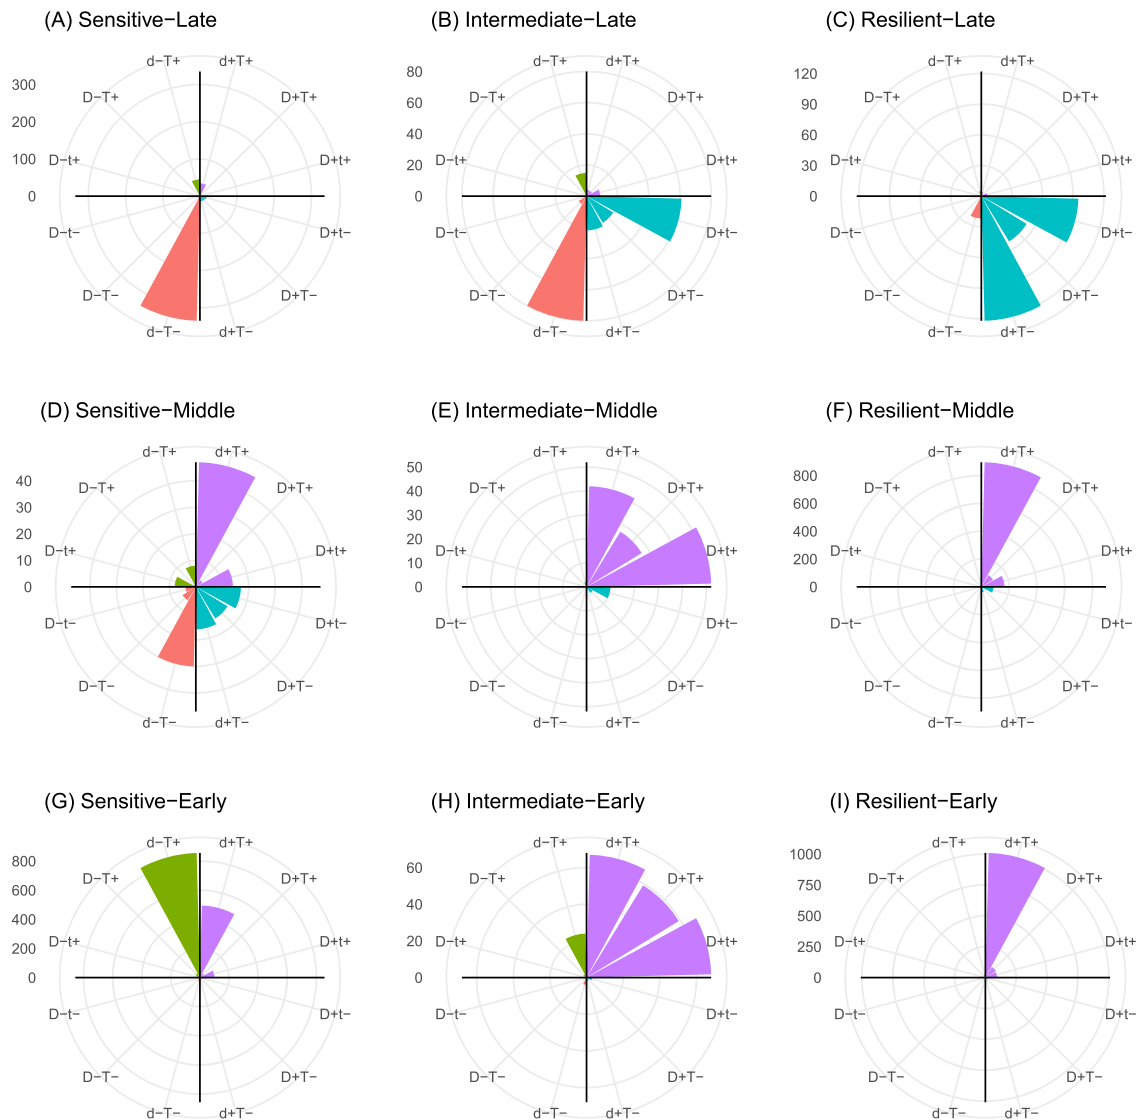 (A) Sensitive−Late
(B) Intermediate−Late
(C) Resilient−Late
d−T+ d+T+ D+T+ D+t+ D+t− D+T− d+T− d−T− D−T− D−t− D−t+ D−T+
300
200
100
0
d−T+ d+T+ D+T+ D+t+ D+t− D+T− d+T− d−T− D−T− D−t− D−t+ D−T+
80
60
40
20
0
d−T+ d+T+ D+T+ D+t+ D+t− D+T− d+T− d−T− D−T− D−t− D−t+ D−T+
120
90
60
30
0
(D) Sensitive−Middle
(E) Intermediate−Middle
(F) Resilient−Middle
d−T+ d+T+ D+T+ D+t+ D+t− D+T− d+T− d−T− D−T− D−t− D−t+ D−T+
40
30
20
10
0
d−T+ d+T+ D+T+ D+t+ D+t− D+T− d+T− d−T− D−T− D−t− D−t+ D−T+
50
40
30
20
10
0
d−T+ d+T+ D+T+ D+t+ D+t− D+T− d+T− d−T− D−T− D−t− D−t+ D−T+
800
600
400
200
0
(G) Sensitive−Early
(H) Intermediate−Early
(I) Resilient−Early
d−T+ d+T+ D+T+ D+t+ D+t− D+T− d+T− d−T− D−T− D−t− D−t+ D−T+
800
600
400
200
0
d−T+ d+T+ D+T+ D+t+ D+t− D+T− d+T− d−T− D−T− D−t− D−t+ D−T+
60
40
20
0
d−T+ d+T+ D+T+ D+t+ D+t− D+T− d+T− d−T− D−T− D−t− D−t+ D−T+
1000
750
500
250
0